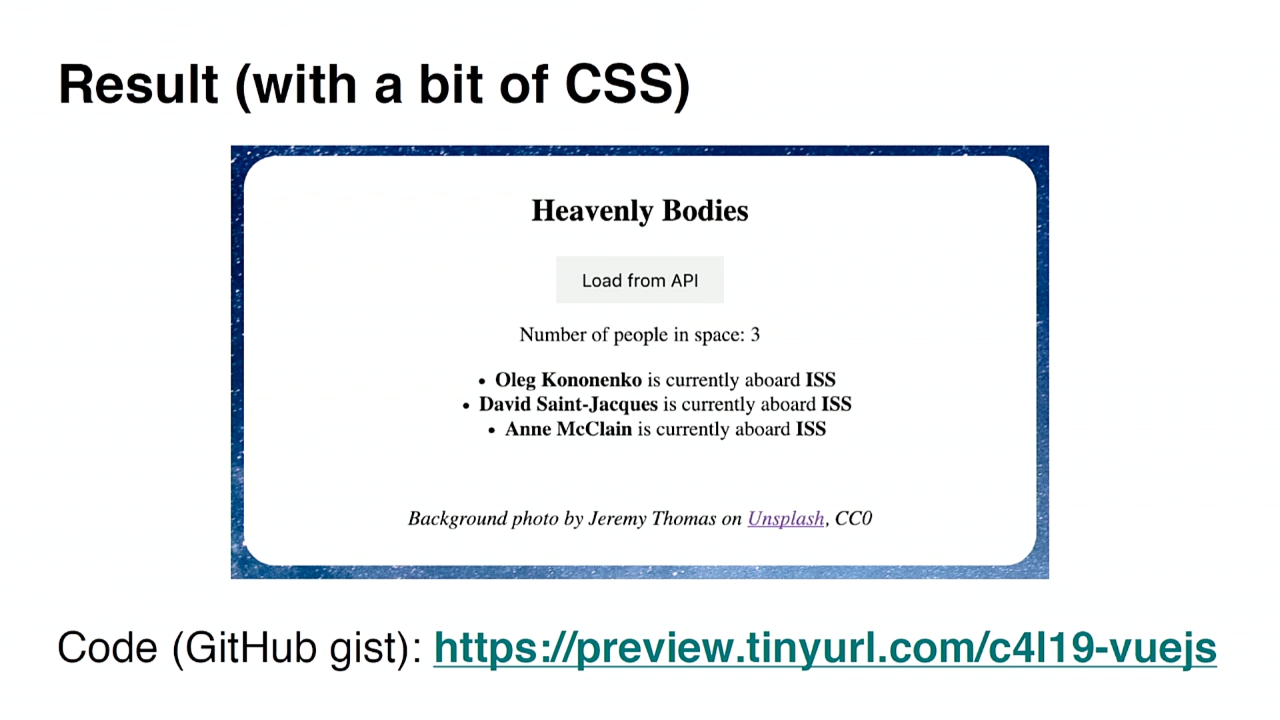 Result (with a bit of CSS)
Heavenly Bodies
Load from API
Number of people in space: 3
• Oleg Kononenko is currently aboard ISS
• David Saint-Jacques is currently aboard ISS
• Anne McClain is currently aboard ISS
Background photo by Jeremy Thomas on Unsplash, CC0
Code (GitHub gist): https://preview.tinyurl.com/c4l19-vuejs